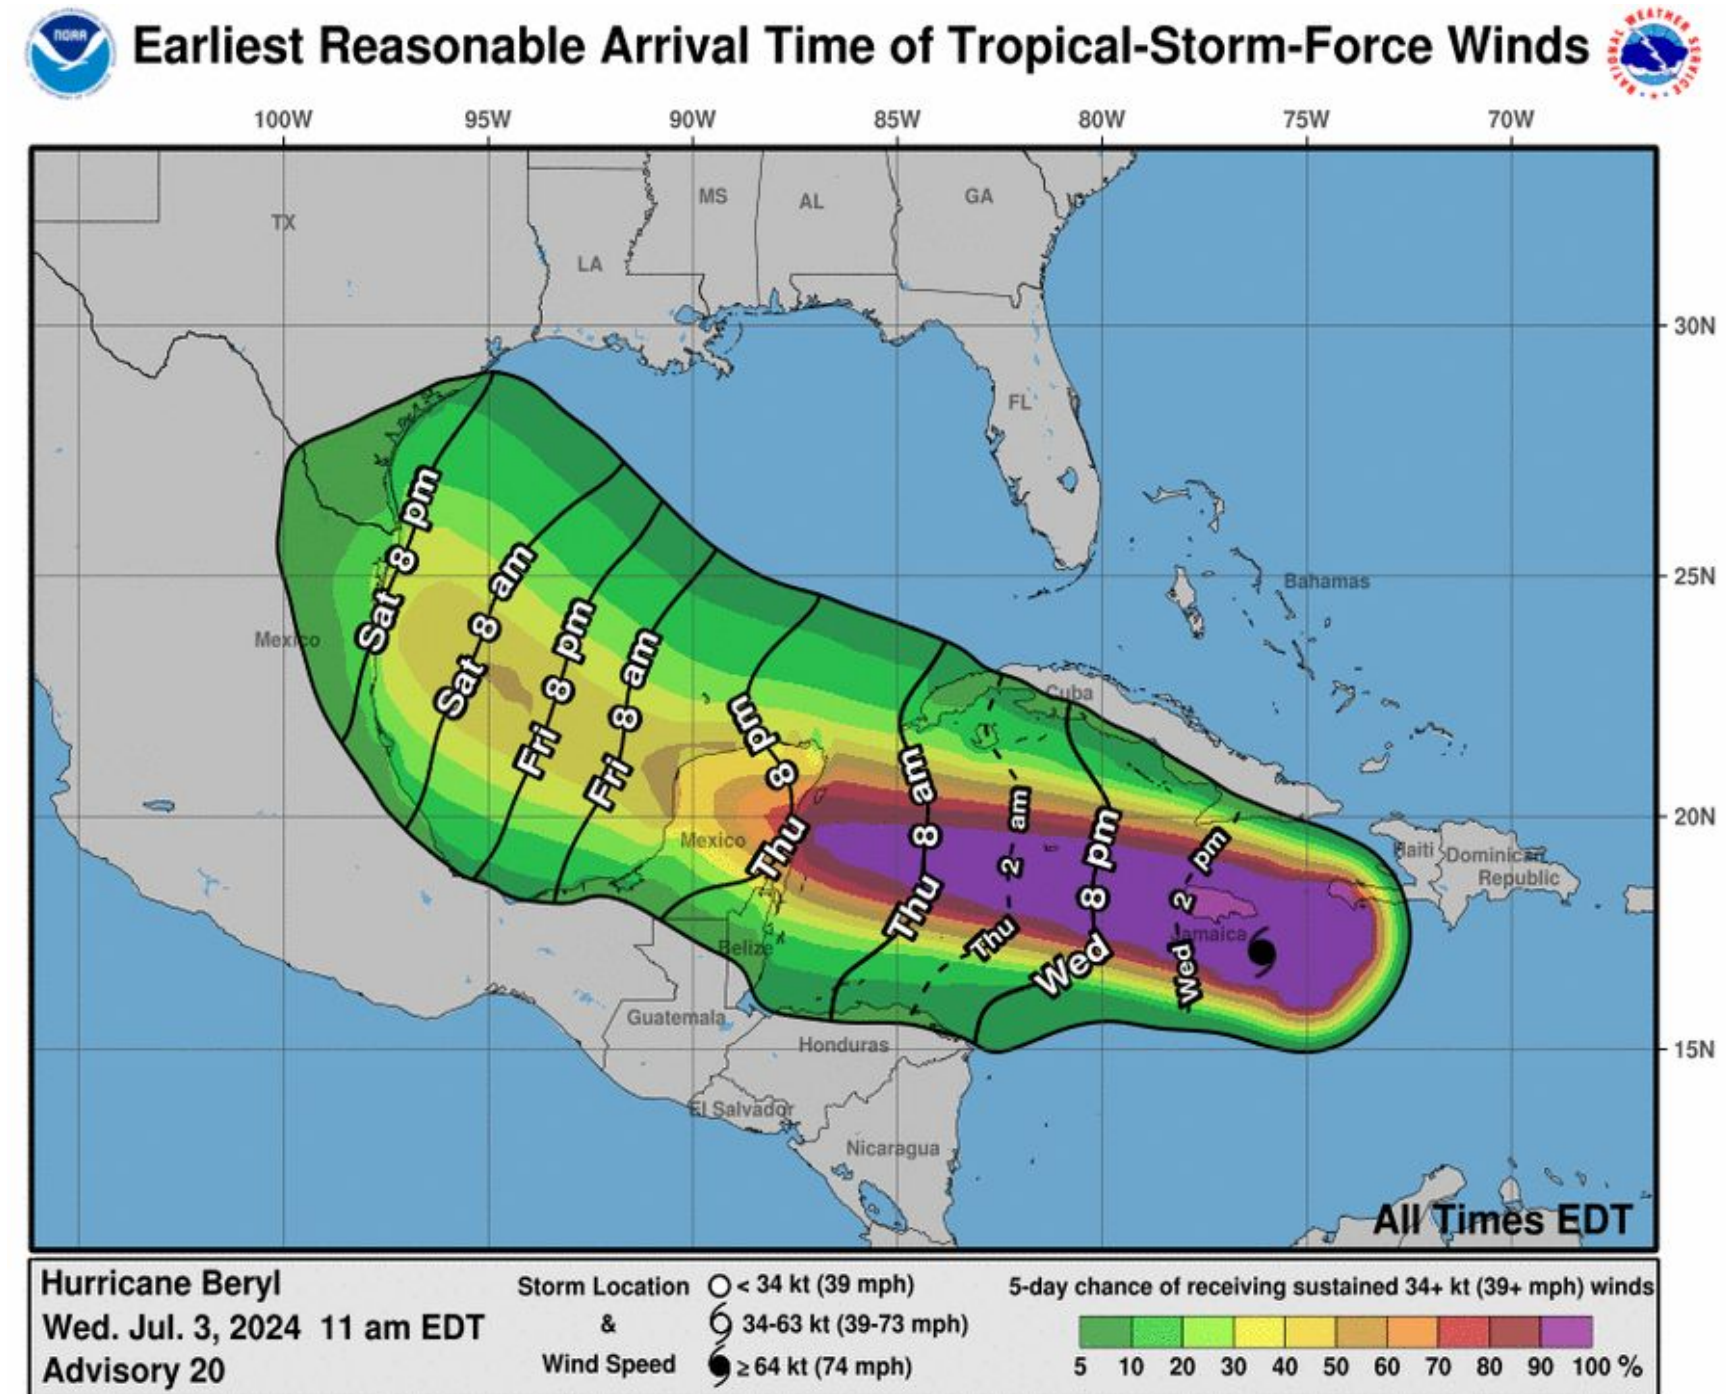 NOAA
Earliest Reasonable Arrival Time of Tropical-Storm-Force Winds
NATIONAL WEATHER SERVICE
100W 95W 90W 85W 80W 75W 70W
TX
MS
AL
GA
LA
30N
FL
25N
Bahamas
Mexico
Cuba
20N
Mexico
Haiti
Dominican
Republic
Jamaica
Belize
Guatemala
Honduras
15N
El Salvador
Nicaragua
Sat 8 pm
Sat 8 am
Fri 8 pm
Fri 8 am
Thu 8 pm
Thu 8 am
Thu 2 am
Wed 8 pm
Wed 2 pm
All Times EDT
Hurricane Beryl
Wed. Jul. 3, 2024 11 am EDT
Advisory 20
Storm Location
&
Wind Speed
< 34 kt (39 mph)
34-63 kt (39-73 mph)
≥ 64 kt (74 mph)
5-day chance of receiving sustained 34+ kt (39+ mph) winds
5 10 20 30 40 50 60 70 80 90 100 %